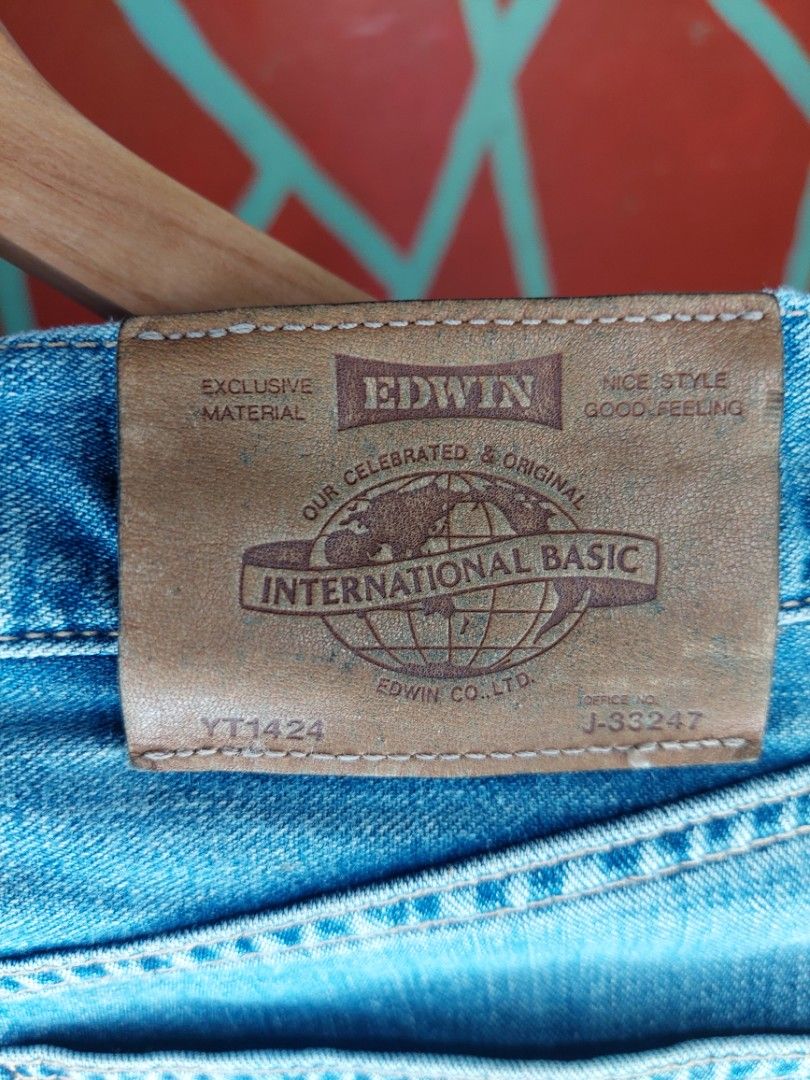 EXCLUSIVE MATERIAL
EDWIN
NICE STYLE
GOOD FEELING
OUR CELEBRATED & ORIGINAL
INTERNATIONAL BASIC
EDWIN CO.,LTD.
YT1424
OFFICE NO.
J-33247